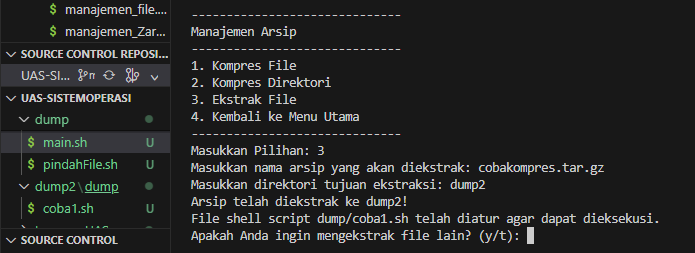 $ manajemen_file....
$ manajemen_Zar...
SOURCE CONTROL REPOSI...
UAS-SI...
UAS-SISTEMOPERASI
dump
$ main.sh U
$ pindahFile.sh U
dump2\dump
$ coba1.sh U
SOURCE CONTROL
-----------------------------
Manajemen Arsip
-----------------------------
1. Kompres File
2. Kompres Direktori
3. Ekstrak File
4. Kembali ke Menu Utama
-----------------------------
Masukkan Pilihan: 3
Masukkan nama arsip yang akan diekstrak: cobakompres.tar.gz
Masukkan direktori tujuan ekstraksi: dump2
Arsip telah diekstrak ke dump2!
File shell script dump/coba1.sh telah diatur agar dapat dieksekusi.
Apakah Anda ingin mengekstrak file lain? (y/t):